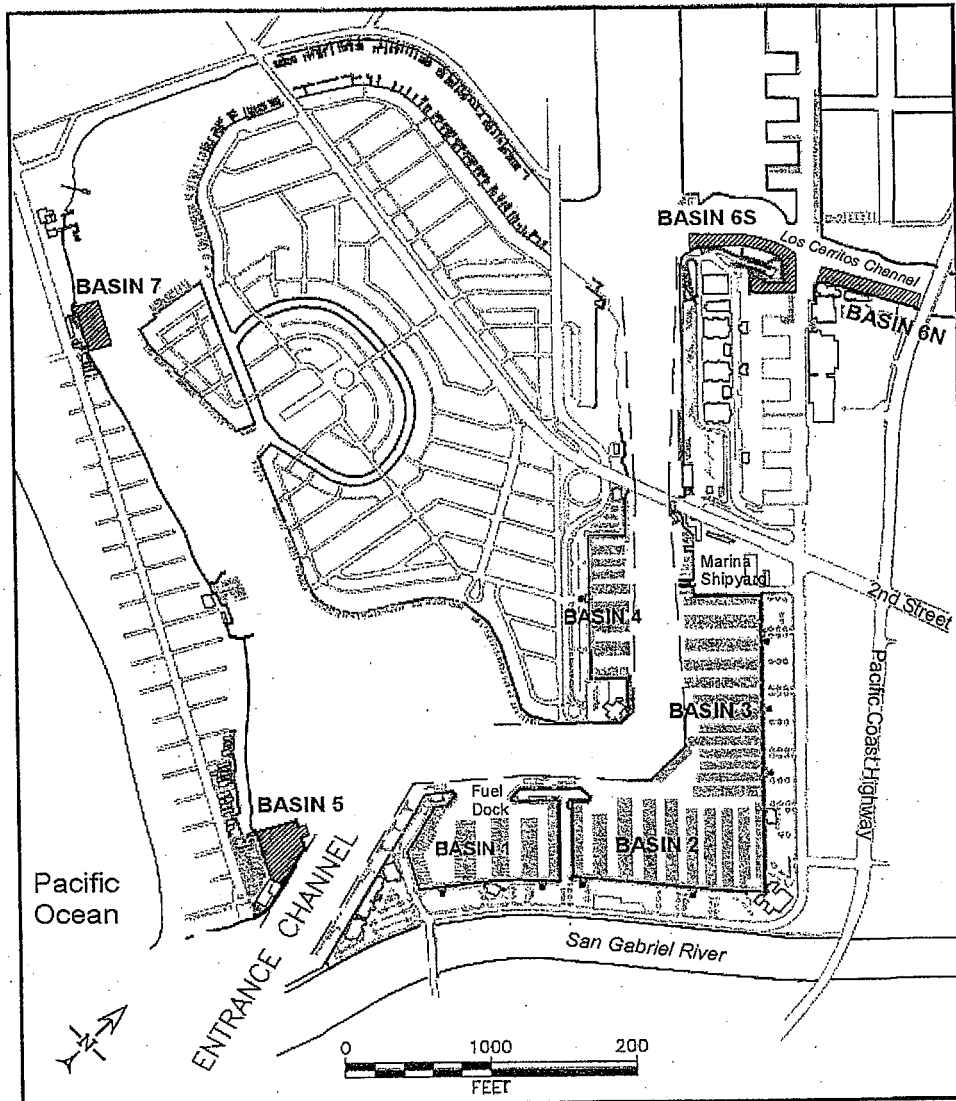 BASIN 6S
Los Cerritos Channel
BASIN 7
BASIN 6N
Marina
Shipyard
2nd Street
BASIN 4
Pacific Coast Highway
BASIN 3
Fuel
Dock
BASIN 5
BASIN 1
BASIN 2
ENTRANCE CHANNEL
Pacific
Ocean
San Gabriel River
N
0 1000 200
FEET